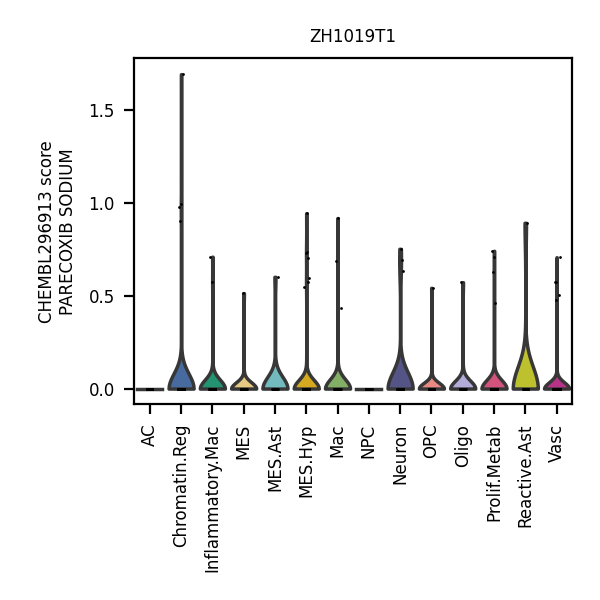 ZH1019T1
CHEMBL296913 score
PARECOXIB SODIUM
1.5
1.0
0.5
0.0
AC
Chromatin.Reg
Inflammatory.Mac
MES
MES.Ast
MES.Hyp
Mac
NPC
Neuron
OPC
Oligo
Prolif.Metab
Reactive.Ast
Vasc